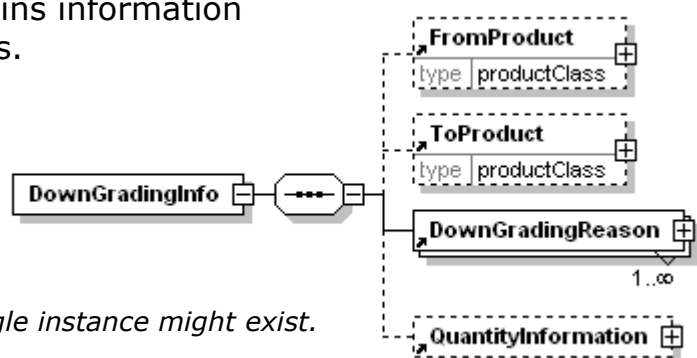 ins information
s.
FromProduct
type productClass
ToProduct
type productClass
DownGradingInfo
DownGradingReason
1..∞
gle instance might exist.
QuantityInformation